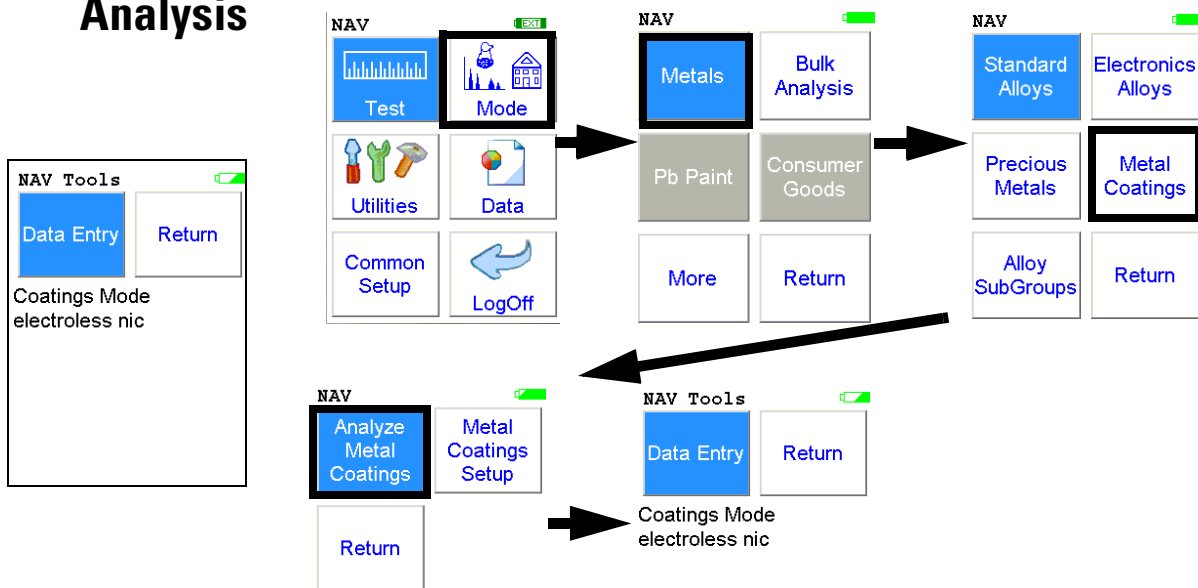 Analysis
NAV Tools
Data Entry
Return
Coatings Mode
electroless nic
NAV
EXT
Test
Mode
Utilities
Data
Common
Setup
LogOff
NAV
Metals
Bulk
Analysis
Pb Paint
Consumer
Goods
More
Return
NAV
Standard
Alloys
Electronics
Alloys
Precious
Metals
Metal
Coatings
Alloy
SubGroups
Return
NAV
Analyze
Metal
Coatings
Metal
Coatings
Setup
Return
NAV Tools
Data Entry
Return
Coatings Mode
electroless nic